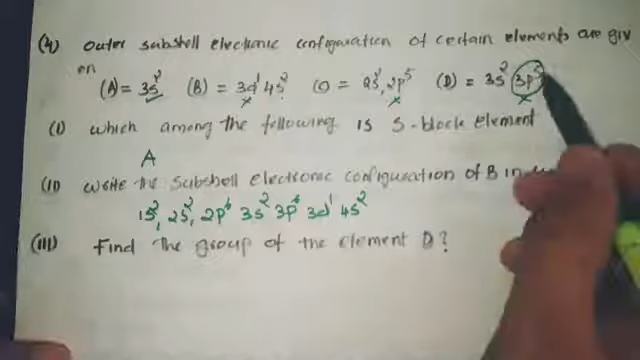 (4) outer subshell electronic configuration of certain elements are giv
en
(A) = 3s² (B) = 3d¹ 4s² (C) = 2s², 2p⁵ (D) = 3s² 3p⁵
(I) which among the following is S-block element
A
(II) write the subshell electronic configuration of B in
1s², 2s², 2p⁶ 3s² 3p⁶ 3d¹ 4s²
(III) Find the group of the element D?